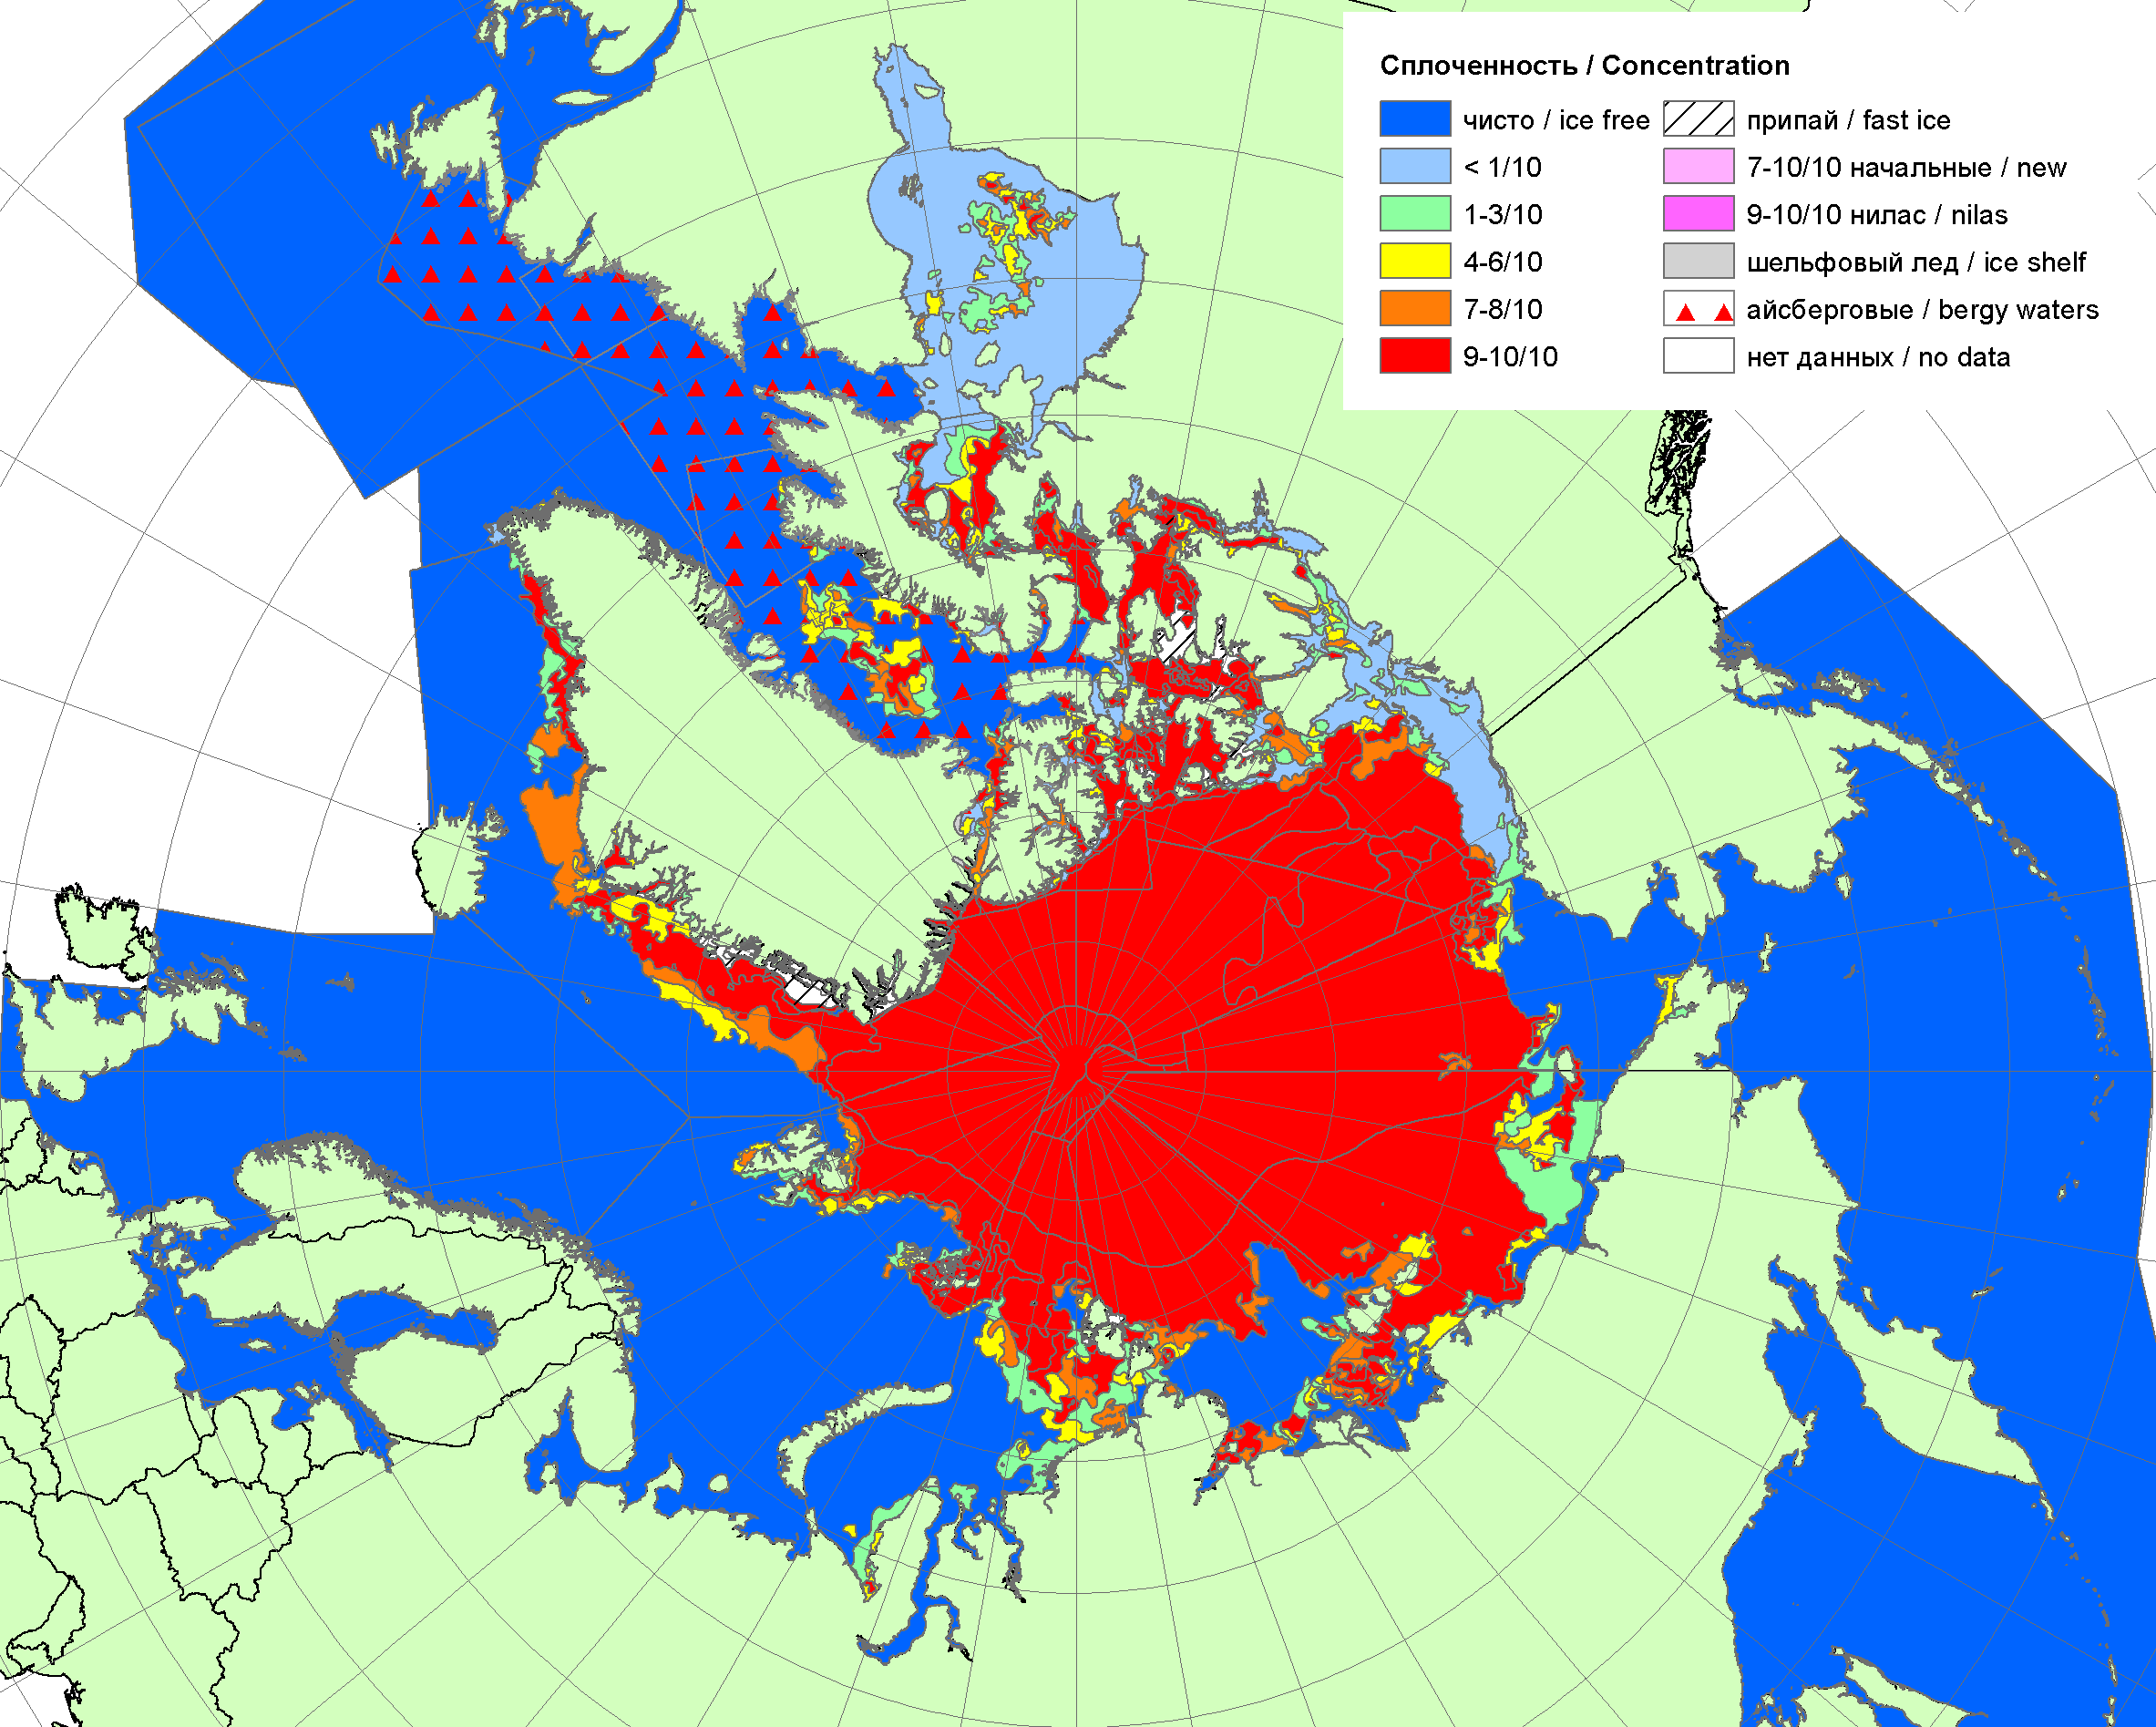 Сплоченность / Concentration
чисто / ice free
< 1/10
1-3/10
4-6/10
7-8/10
9-10/10
припай / fast ice
7-10/10 начальные / new
9-10/10 нилас / nilas
шельфовый лед / ice shelf
айсберговые / bergy waters
нет данных / no data